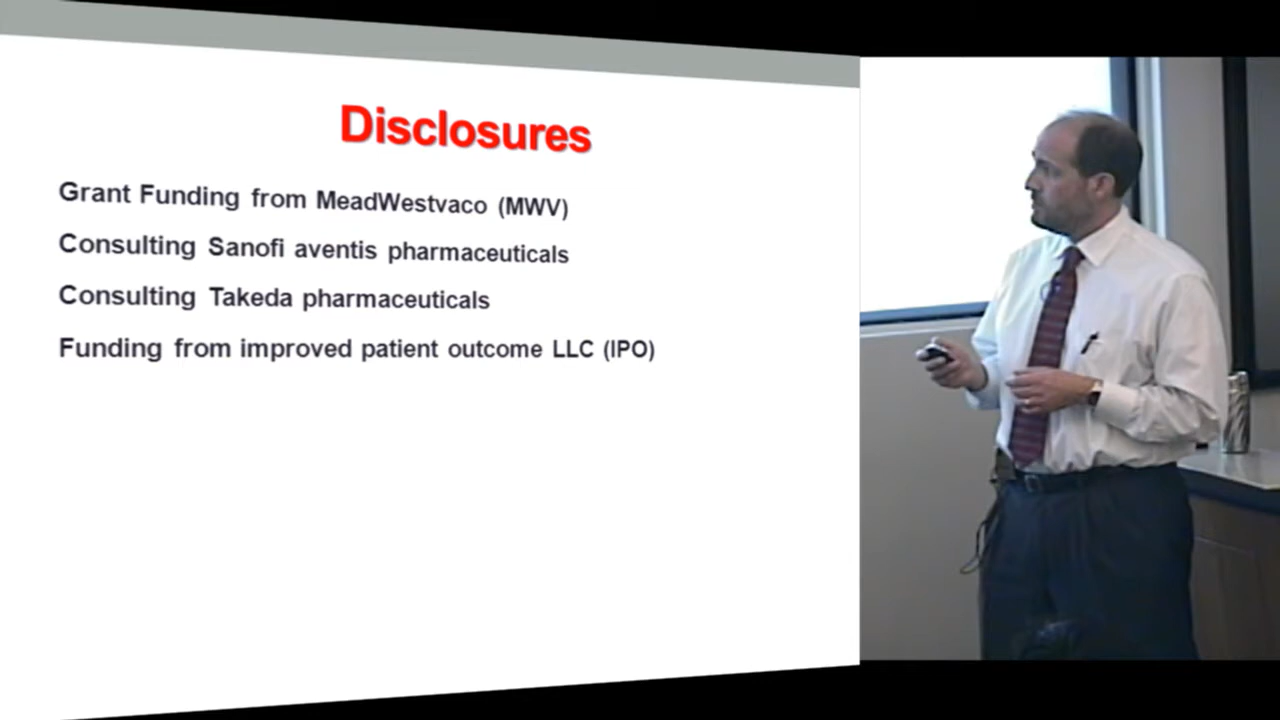 Disclosures
Grant Funding from MeadWestvaco (MWV)
Consulting Sanofi aventis pharmaceuticals
Consulting Takeda pharmaceuticals
Funding from improved patient outcome LLC (IPO)